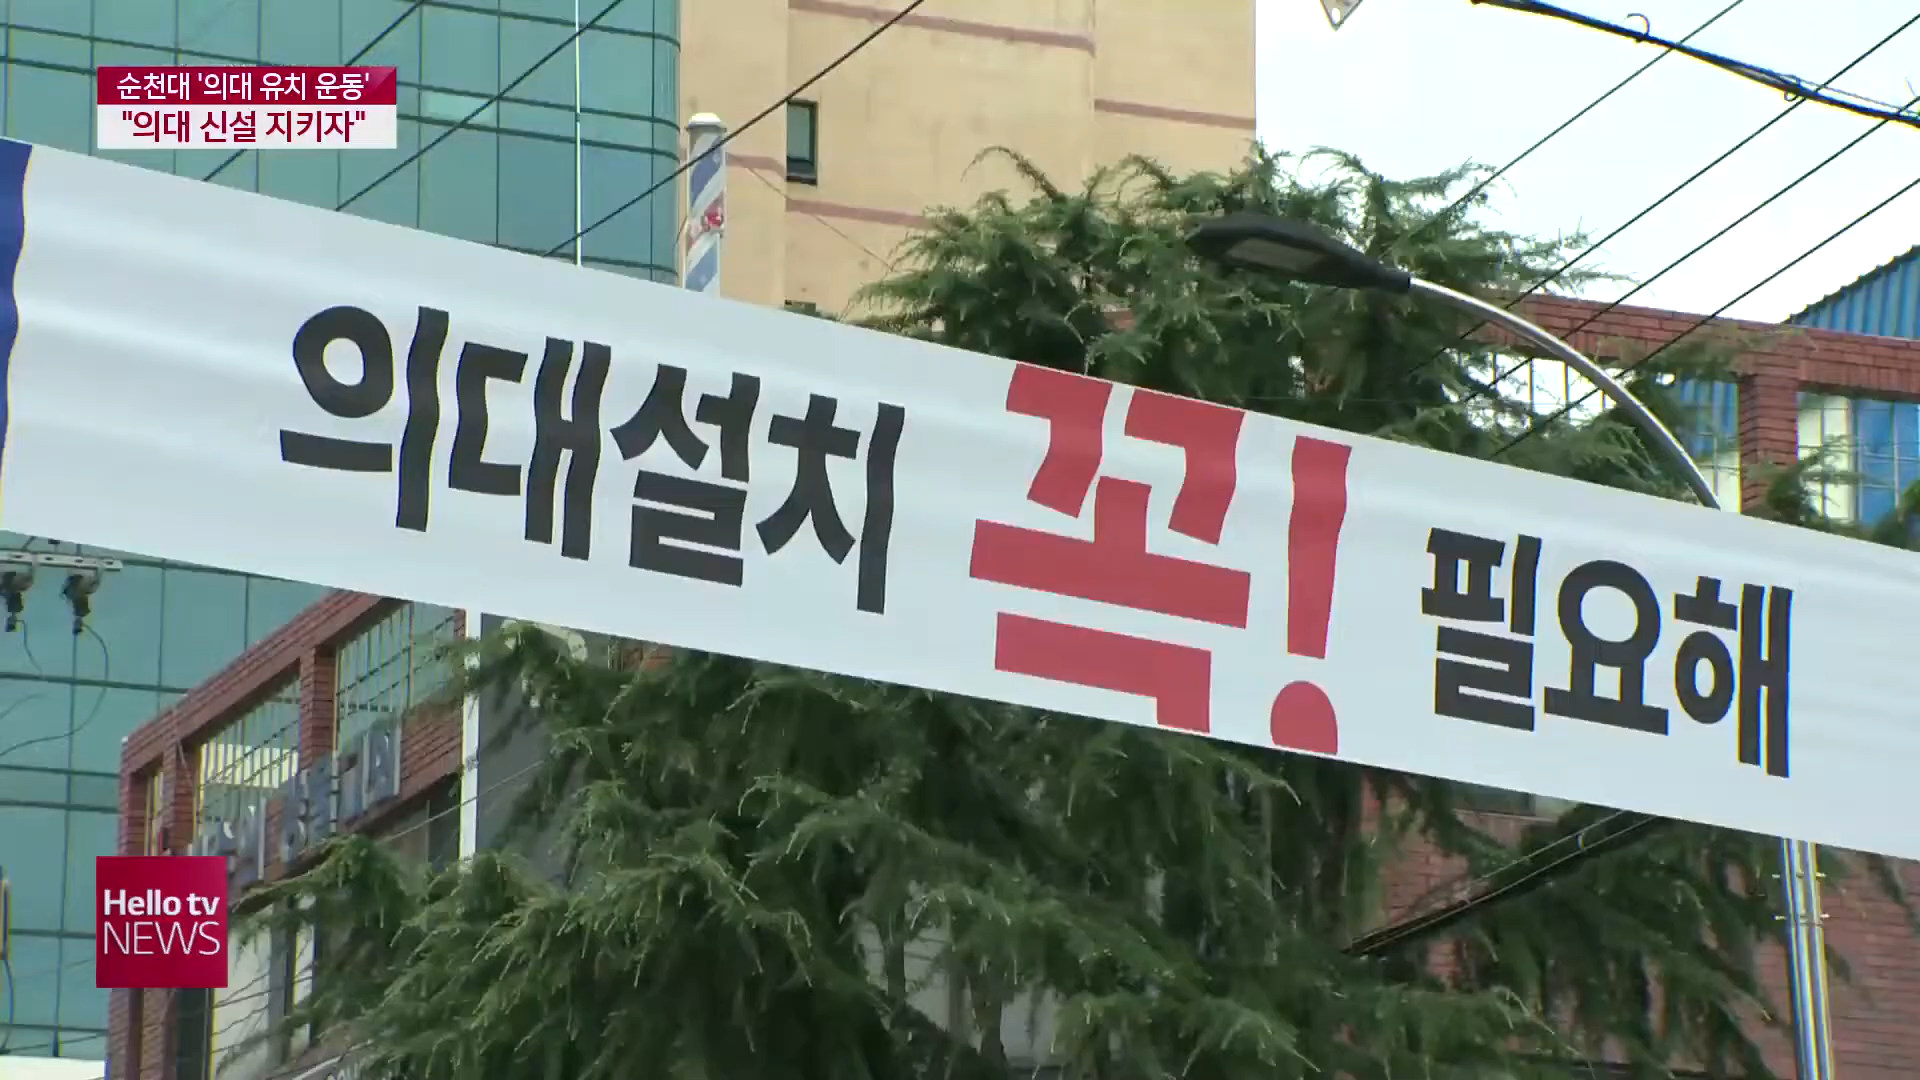 순천대 '의대 유치 운동'
"의대 신설 지키자"
의대설치 꼭! 필요해
Hello tv
NEWS